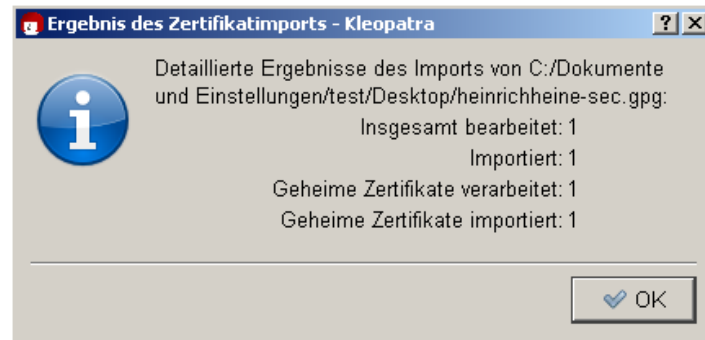 Ergebnis des Zertifikatimports - Kleopatra
Detaillierte Ergebnisse des Imports von C:/Dokumente
und Einstellungen/test/Desktop/heinrichheine-sec.gpg:
Insgesamt bearbeitet: 1
Importiert: 1
Geheime Zertifikate verarbeitet: 1
Geheime Zertifikate importiert: 1
OK